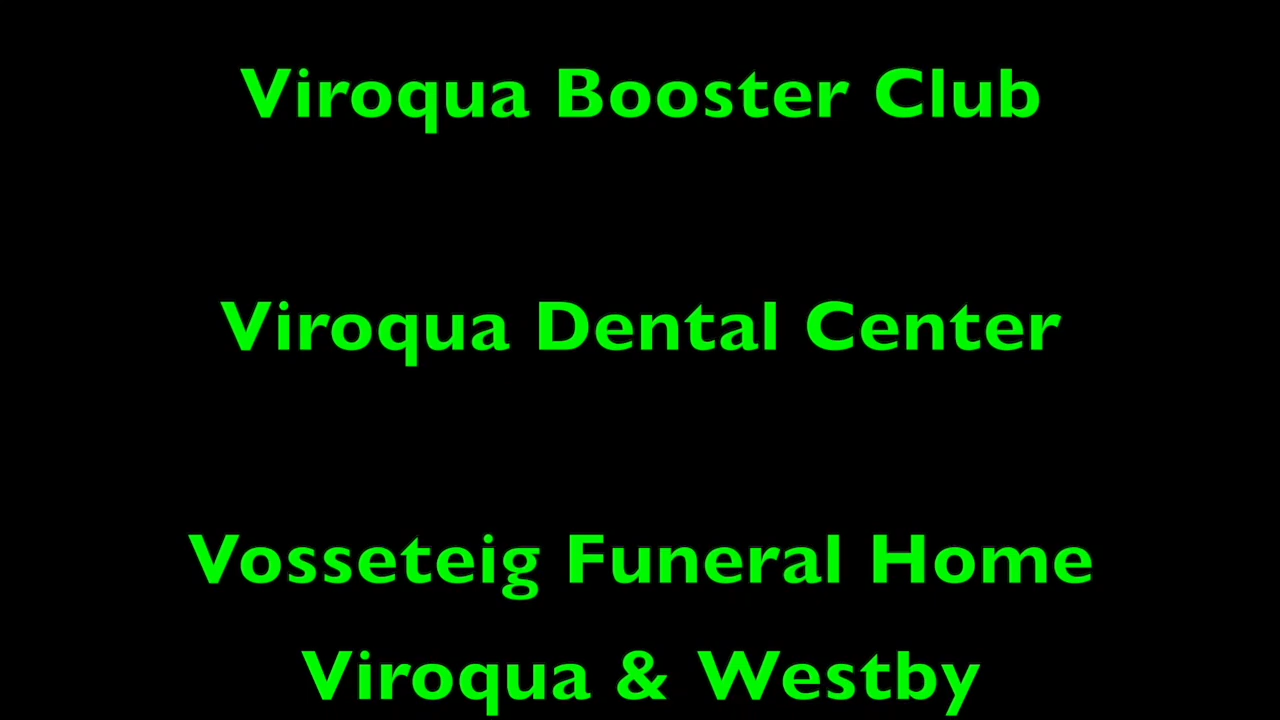 Viroqua Booster Club
Viroqua Dental Center
Vosseteig Funeral Home
Viroqua & Westby